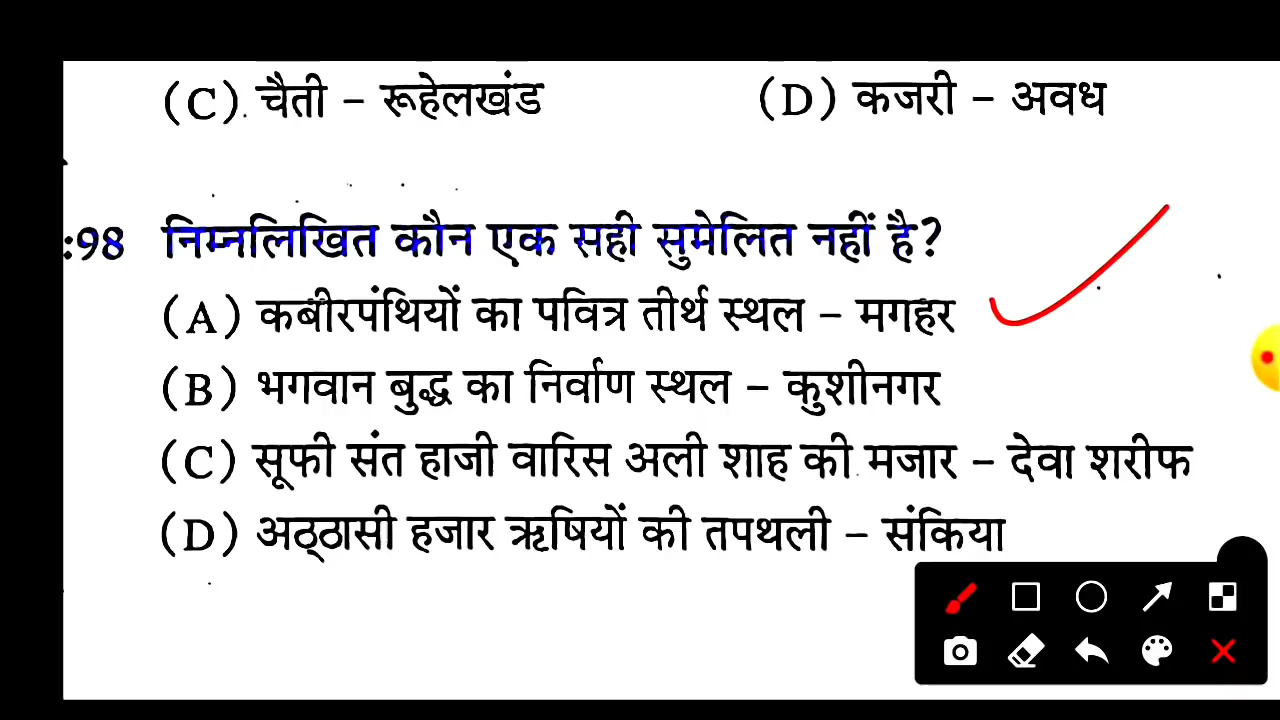 (C) चैती – रूहेलखंड (D) कजरी – अवध
:98 निम्नलिखित कौन एक सही सुमेलित नहीं है?
(A) कबीरपंथियों का पवित्र तीर्थ स्थल – मगहर
(B) भगवान बुद्ध का निर्वाण स्थल – कुशीनगर
(C) सूफी संत हाजी वारिस अली शाह की मजार – देवा शरीफ
(D) अठ्ठासी हजार ऋषियों की तपथली – संकिया